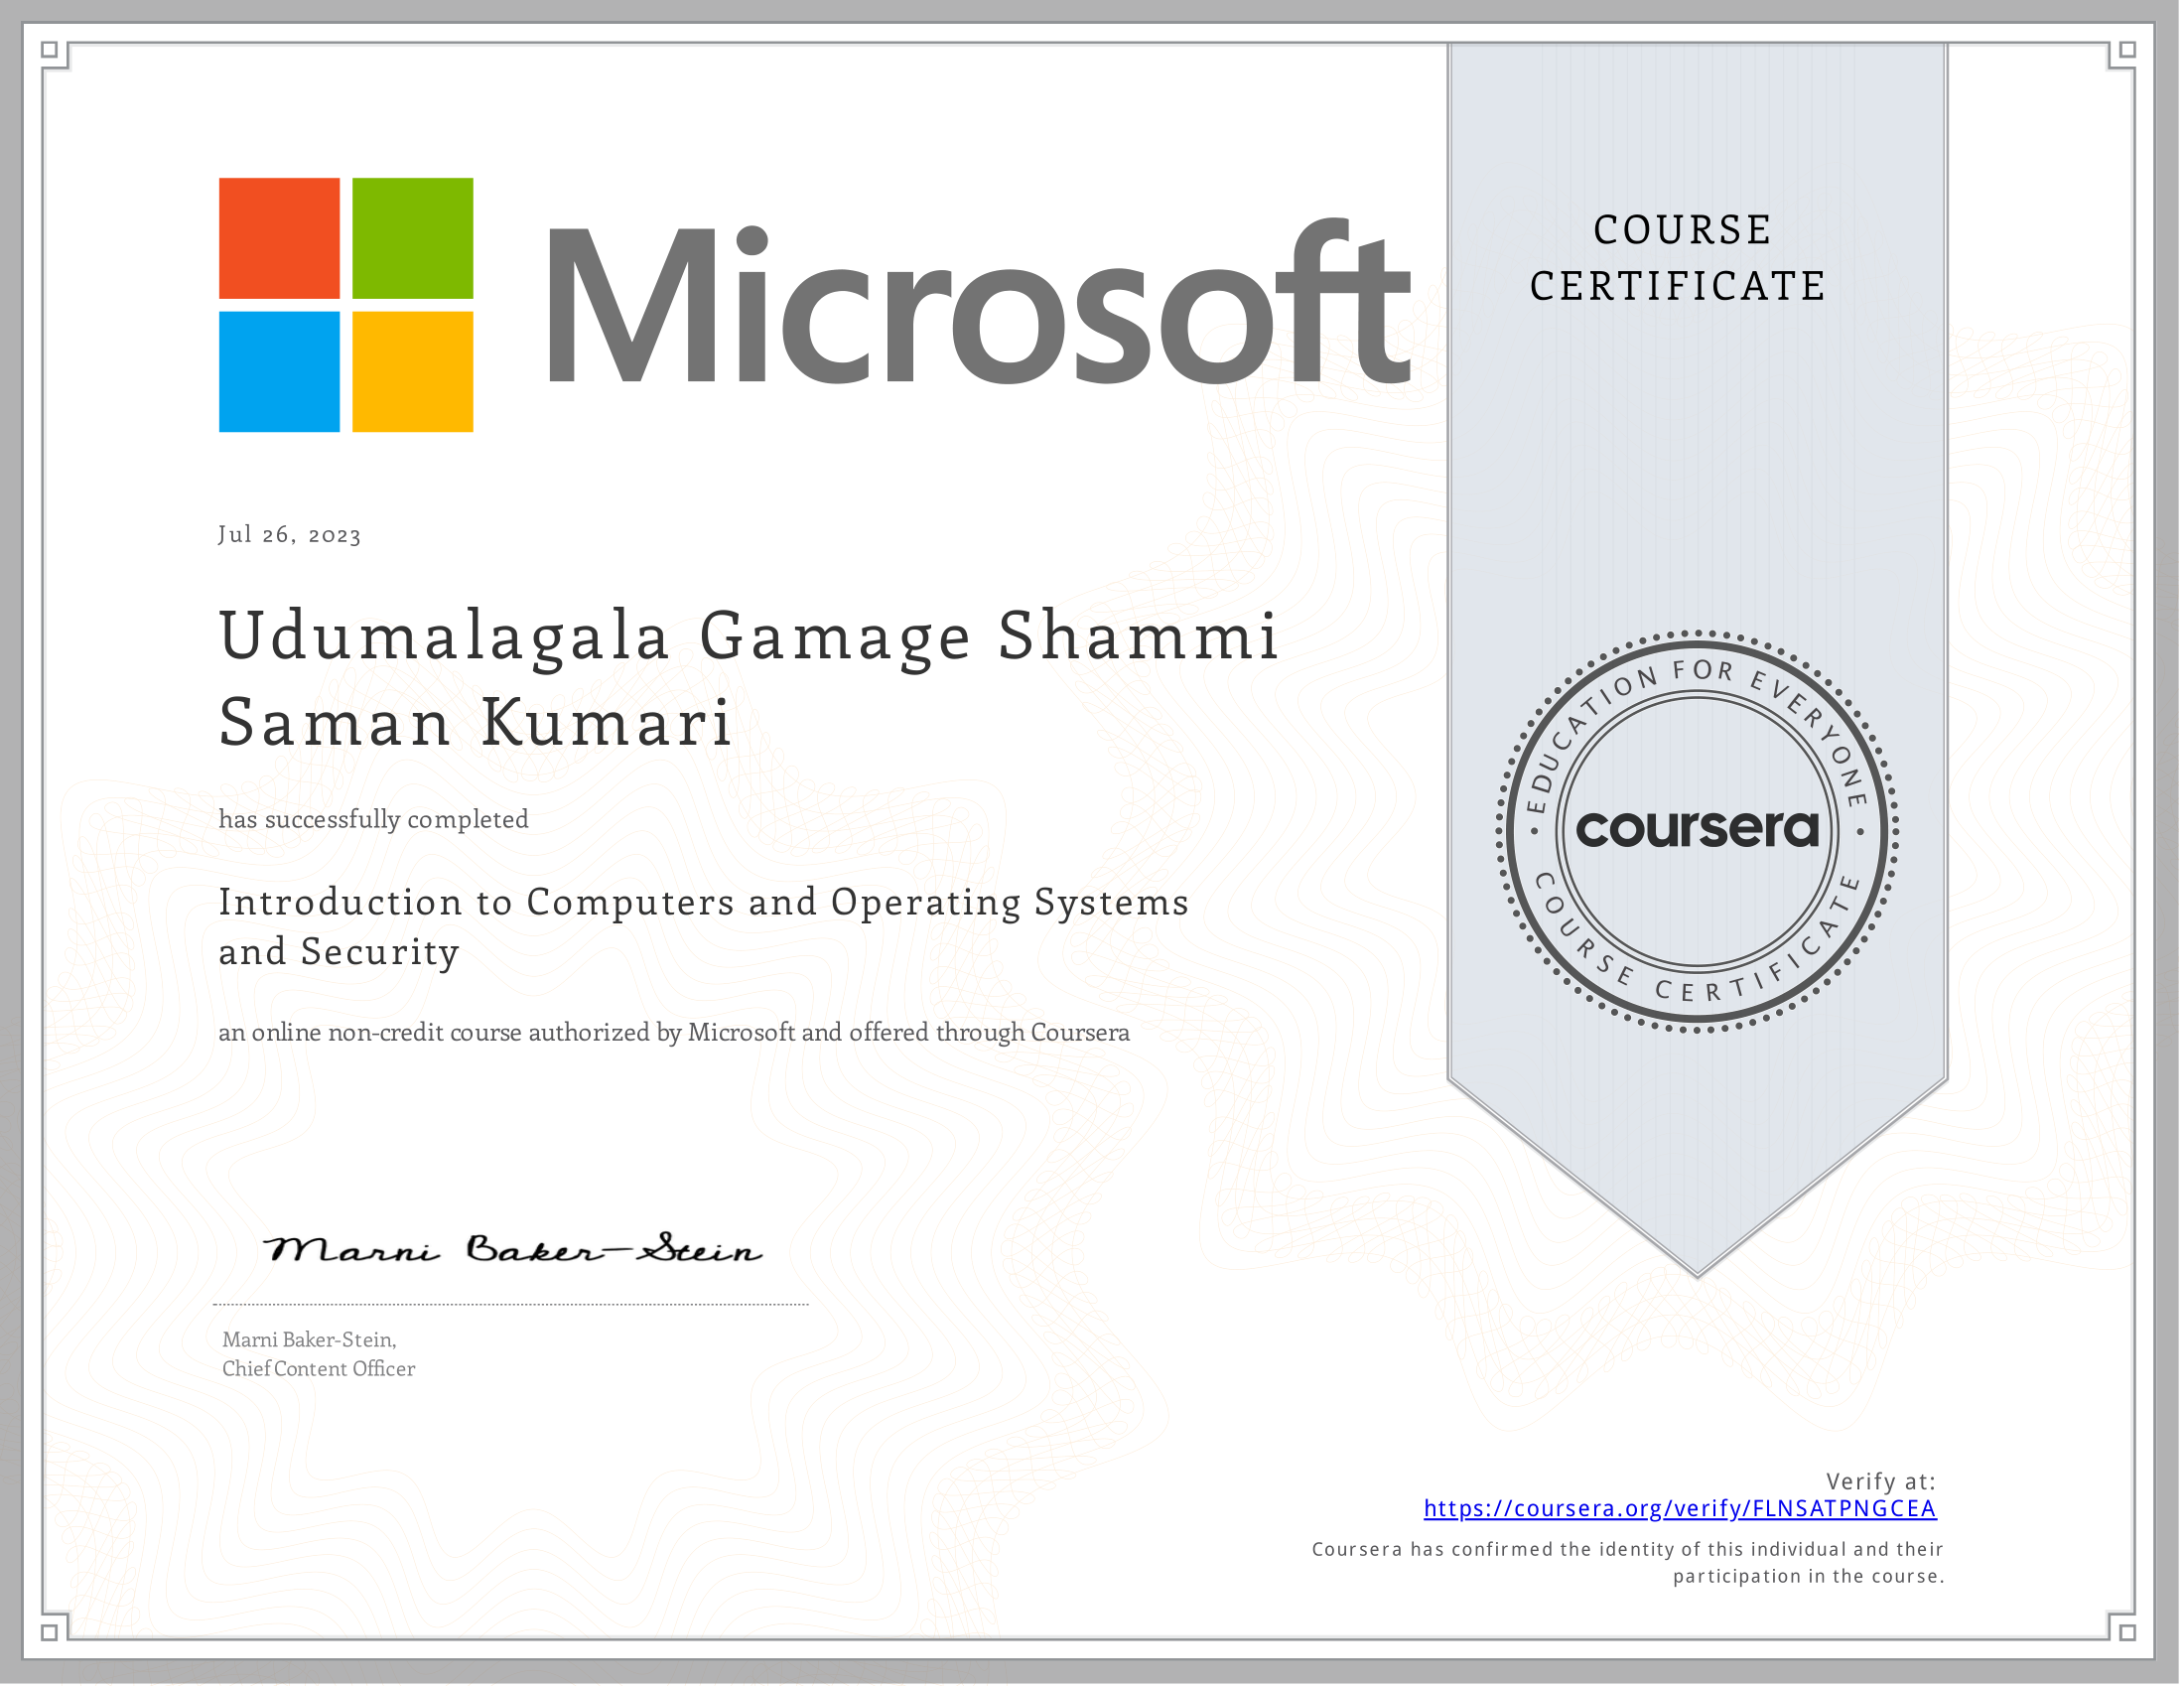 Microsoft
COURSE
CERTIFICATE
Jul 26, 2023
Udumalagala Gamage Shammi
Saman Kumari
has successfully completed
Introduction to Computers and Operating Systems
and Security
an online non-credit course authorized by Microsoft and offered through Coursera
EDUCATION FOR EVERYONE
coursera
COURSE CERTIFICATE
Marni Baker-Stein
Marni Baker-Stein,
Chief Content Officer
Verify at:
https://coursera.org/verify/FLNSATPNGCEA
Coursera has confirmed the identity of this individual and their
participation in the course.